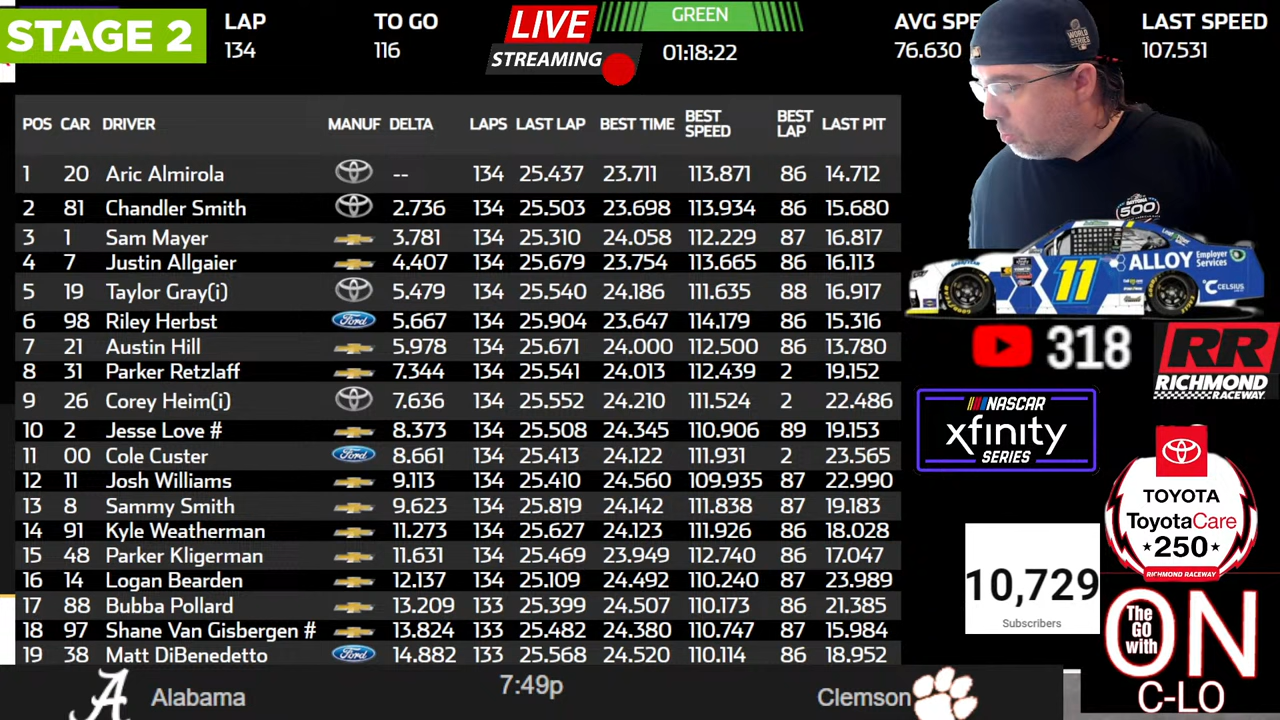 STAGE 2
LAP
134
TO GO
116
LIVE
STREAMING
GREEN
01:18:22
AVG SPE
76.630
LAST SPEED
107.531
POS CAR DRIVER MANUF DELTA LAPS LAST LAP BEST TIME BEST SPEED BEST LAP LAST PIT
1 20 Aric Almirola -- 134 25.437 23.711 113.871 86 14.712
2 81 Chandler Smith 2.736 134 25.503 23.698 113.934 86 15.680
3 1 Sam Mayer 3.781 134 25.310 24.058 112.229 87 16.817
4 7 Justin Allgaier 4.407 134 25.679 23.754 113.665 86 16.113
5 19 Taylor Gray(i) 5.479 134 25.540 24.186 111.635 88 16.917
6 98 Riley Herbst Ford 5.667 134 25.904 23.647 114.179 86 15.316
7 21 Austin Hill 5.978 134 25.671 24.000 112.500 86 13.780
8 31 Parker Retzlaff 7.344 134 25.541 24.013 112.439 2 19.152
9 26 Corey Heim(i) 7.636 134 25.552 24.210 111.524 2 22.486
10 2 Jesse Love # 8.373 134 25.508 24.345 110.906 89 19.153
11 00 Cole Custer Ford 8.661 134 25.413 24.122 111.931 2 23.565
12 11 Josh Williams 9.113 134 25.410 24.560 109.935 87 22.990
13 8 Sammy Smith 9.623 134 25.819 24.142 111.838 87 19.183
14 91 Kyle Weatherman 11.273 134 25.627 24.123 111.926 86 18.028
15 48 Parker Kligerman 11.631 134 25.469 23.949 112.740 86 17.047
16 14 Logan Bearden 12.137 134 25.109 24.492 110.240 87 23.989
17 88 Bubba Pollard 13.209 133 25.399 24.507 110.173 86 21.385
18 97 Shane Van Gisbergen # 13.824 133 25.482 24.380 110.747 87 15.984
19 38 Matt DiBenedetto Ford 14.882 133 25.568 24.520 110.114 86 18.952
WORLD
SERIES
DAYTONA
500
11
ALLOY Employer
Services
CELSIUS
318
RR
RICHMOND
RACEWAY
NASCAR
xfinity
SERIES
TOYOTA
ToyotaCare
250
RICHMOND RACEWAY
10,729
Subscribers
The
GO
with
ON
C-LO
A
Alabama
7:49p
Clemson